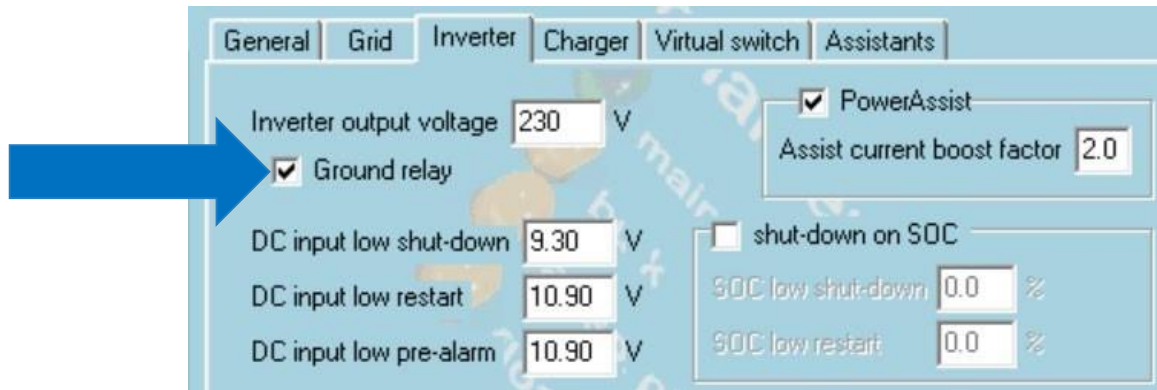 General Grid Inverter Charger Virtual switch Assistants
Inverter output voltage 230 V
Ground relay
PowerAssist
Assist current boost factor 2.0
DC input low shut-down 9.30 V
DC input low restart 10.90 V
DC input low pre-alarm 10.90 V
shut-down on SOC
SOC low shut-down 0.0 %
SOC low restart 0.0 %